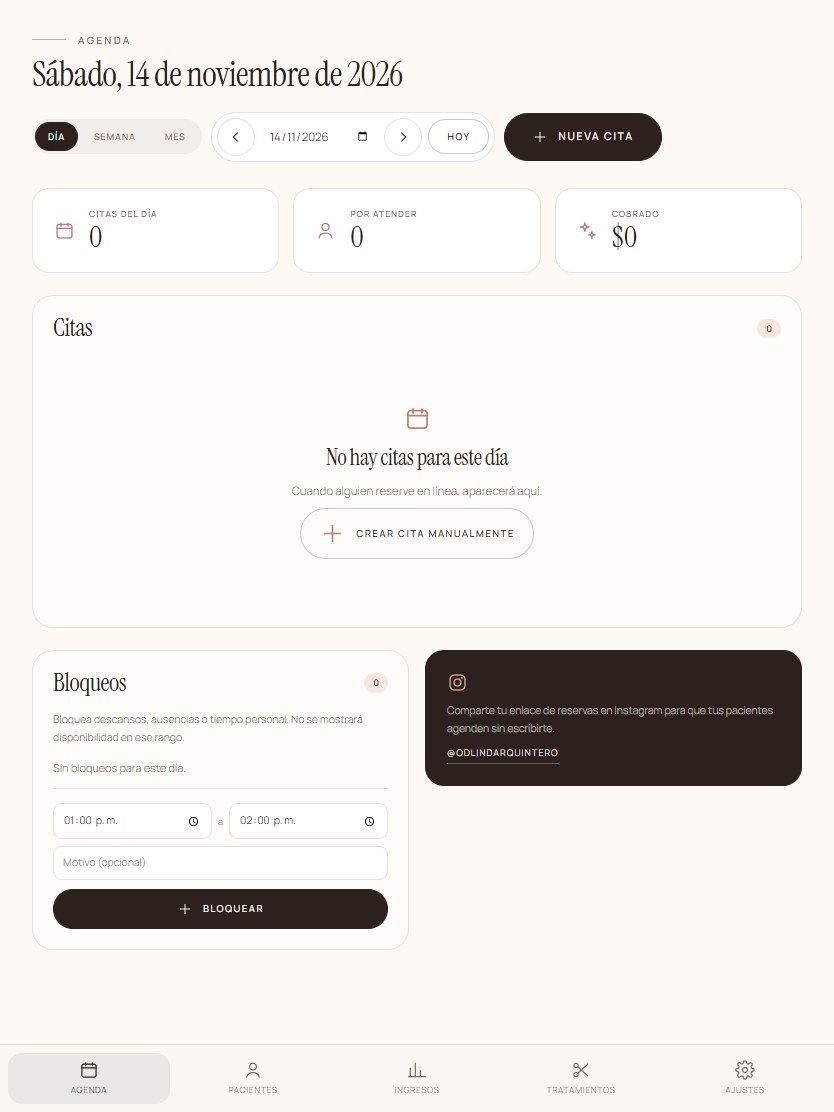 AGENDA
Sábado, 14 de noviembre de 2026
DÍA SEMANA MES
14/11/2026
HOY
NUEVA CITA
CITAS DEL DÍA
0
POR ATENDER
0
COBRADO
$0
Citas
0
No hay citas para este día
Cuando alguien reserve en línea, aparecerá aquí.
CREAR CITA MANUALMENTE
Bloqueos
0
Bloquea descansos, ausencias o tiempo personal. No se mostrará
disponibilidad en ese rango.
Sin bloqueos para este día.
01:00 p. m. a 02:00 p. m.
Motivo (opcional)
BLOQUEAR
Comparte tu enlace de reservas en Instagram para que tus pacientes
agenden sin escribirte.
@ODLINDARQUINTERO
AGENDA PACIENTES INGRESOS TRATAMIENTOS AJUSTES